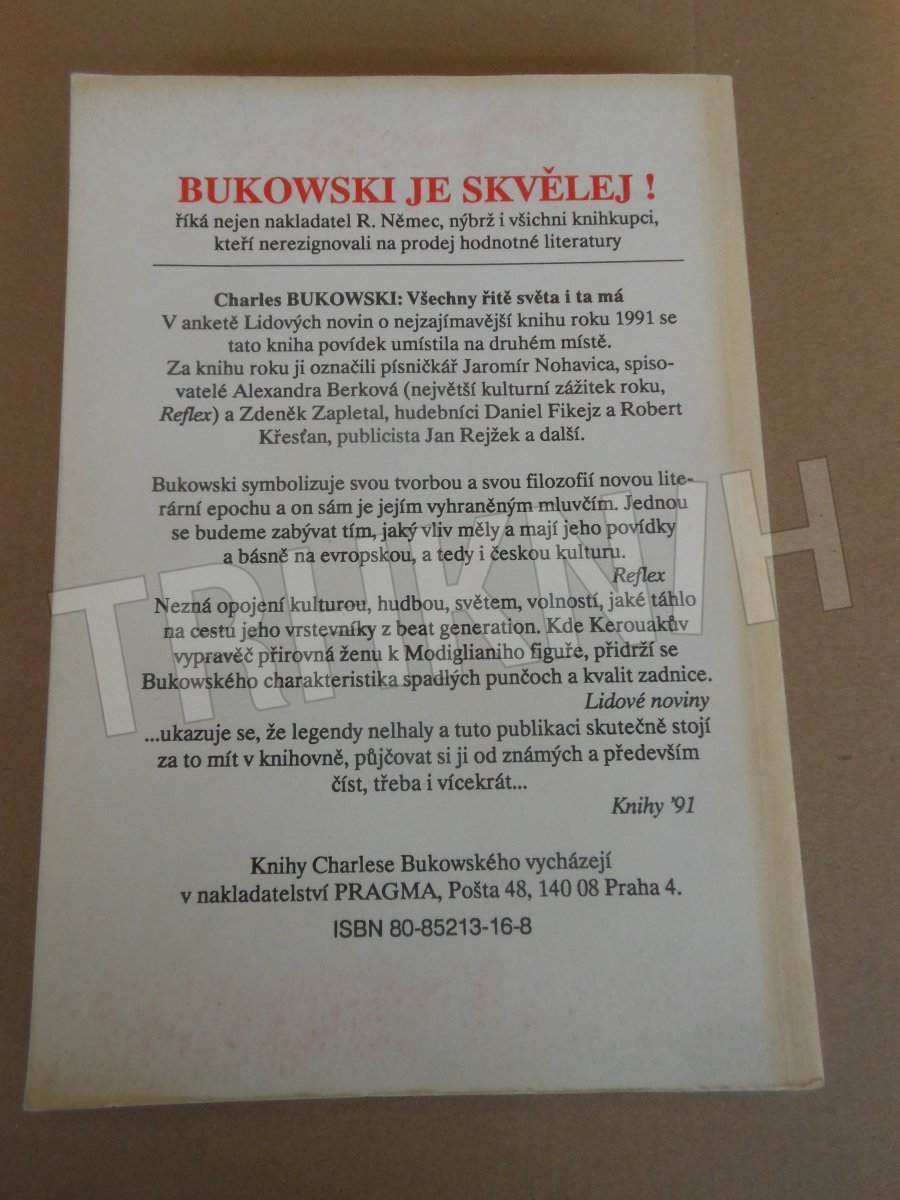 BUKOWSKI JE SKVĚLEJ !
říká nejen nakladatel R. Němec, nýbrž i všichni knihkupci,
kteří nerezignovali na prodej hodnotné literatury
Charles BUKOWSKI: Všechny řitě světa i ta má
V anketě Lidových novin o nejzajímavější knihu roku 1991 se
tato kniha povídek umístila na druhém místě.
Za knihu roku ji označili písničkář Jaromír Nohavica, spiso-
vatelé Alexandra Berková (největší kulturní zážitek roku,
Reflex) a Zdeněk Zapletal, hudebníci Daniel Fikejz a Robert
Křesťan, publicista Jan Rejžek a další.
Bukowski symbolizuje svou tvorbou a svou filozofií novou lite-
rární epochu a on sám je jejím vyhraněným mluvčím. Jednou
se budeme zabývat tím, jaký vliv měly a mají jeho povídky
a básně na evropskou, a tedy i českou kulturu.
Reflex
Nezná opojení kulturou, hudbou, světem, volností, jaké táhlo
na cestu jeho vrstevníky z beat generation. Kde Kerouakův
vypravěč přirovná ženu k Modiglianiho figuře, přidrží se
Bukowského charakteristika spadlých punčoch a kvalit zadnice.
Lidové noviny
...ukazuje se, že legendy nelhaly a tuto publikaci skutečně stojí
za to mít v knihovně, půjčovat si ji od známých a především
číst, třeba i vícekrát...
Knihy '91
Knihy Charlese Bukowského vycházejí
v nakladatelství PRAGMA, Pošta 48, 140 08 Praha 4.
ISBN 80-85213-16-8